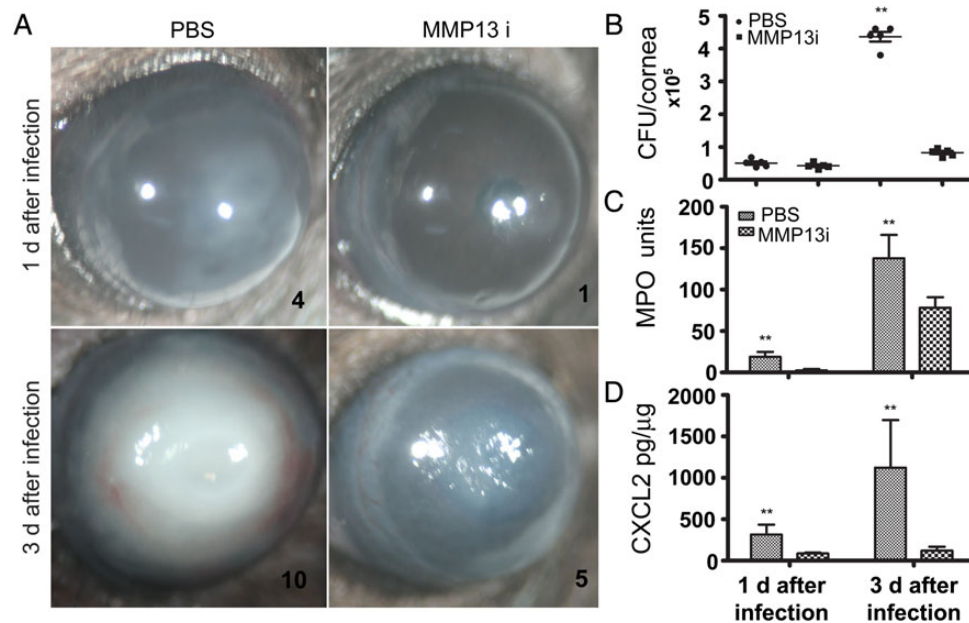 A
PBS
MMP13 i
1 d after infection
4
1
3 d after infection
10
5
B
PBS
MMP13i
CFU/cornea
x10⁵
5
4
3
2
1
0
**
C
PBS
MMP13i
MPO units
200
150
100
50
0
**
**
D
CXCL2 pg/μg
2000
1500
1000
500
0
**
**
1 d after
infection
3 d after
infection